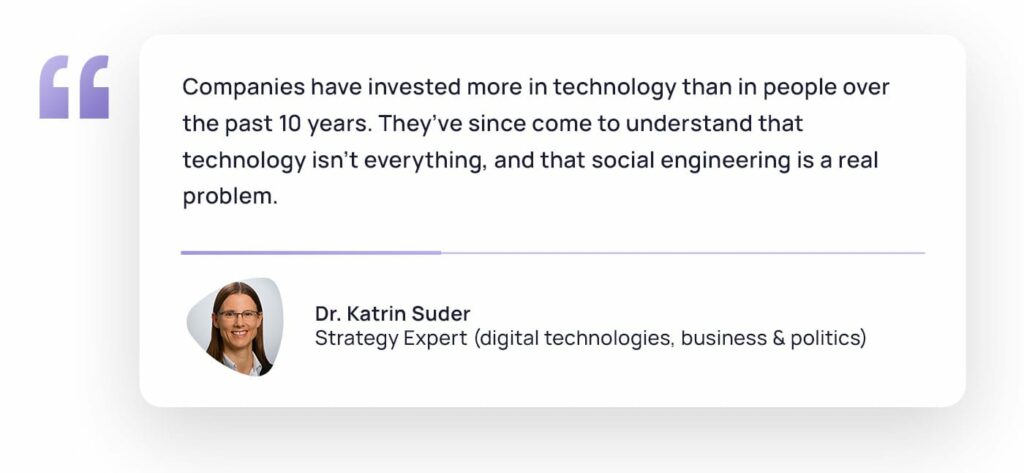 Companies have invested more in technology than in people over
the past 10 years. They’ve since come to understand that
technology isn’t everything, and that social engineering is a real
problem.
Dr. Katrin Suder
Strategy Expert (digital technologies, business & politics)